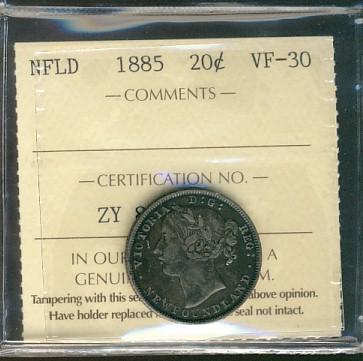 NFLD 1885 20¢ VF-30
— COMMENTS —
— CERTIFICATION NO. —
ZY
VICTORIA D:G: REG:
NEWFOUNDLAND
IN OUR A
GENUI M.
Tampering with this se above opinion.
Have holder replaced seal not intact.